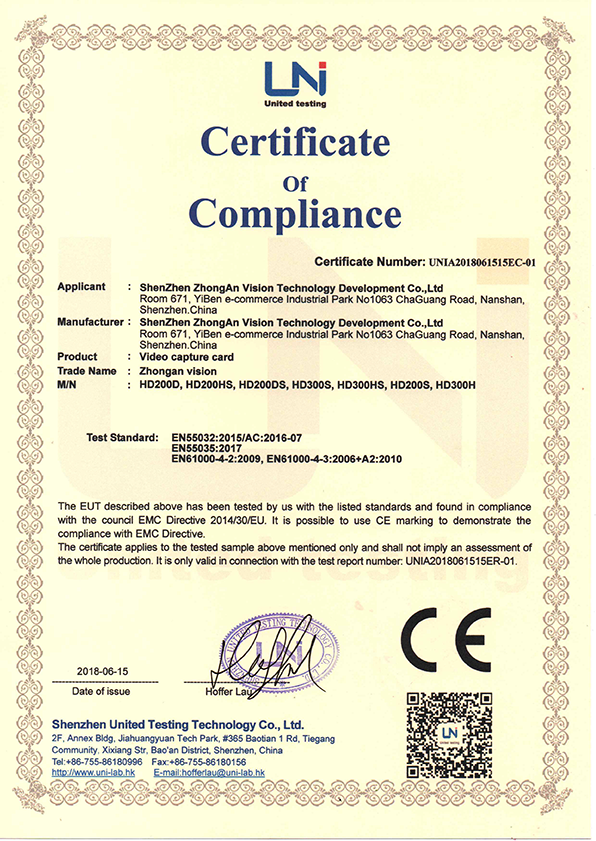 UNi
United testing
Certificate
Of
Compliance
Certificate Number: UNIA2018061515EC-01
Applicant : ShenZhen ZhongAn Vision Technology Development Co.,Ltd
Room 671, YiBen e-commerce Industrial Park No1063 ChaGuang Road, Nanshan,
Shenzhen.China
Manufacturer : ShenZhen ZhongAn Vision Technology Development Co.,Ltd
Room 671, YiBen e-commerce Industrial Park No1063 ChaGuang Road, Nanshan,
Shenzhen.China
Product : Video capture card
Trade Name : Zhongan vision
M/N : HD200D, HD200HS, HD200DS, HD300S, HD300HS, HD200S, HD300H
Test Standard: EN55032:2015/AC:2016-07
EN55035:2017
EN61000-4-2:2009, EN61000-4-3:2006+A2:2010
The EUT described above has been tested by us with the listed standards and found in compliance
with the council EMC Directive 2014/30/EU. It is possible to use CE marking to demonstrate the
compliance with EMC Directive.
The certificate applies to the tested sample above mentioned only and shall not imply an assessment of
the whole production. It is only valid in connection with the test report number: UNIA2018061515ER-01.
UNITED TESTING TECHNOLOGY CO.
UNi
CE
2018-06-15
Date of issue
Hoffer Lau
UNi
United testing
Shenzhen United Testing Technology Co., Ltd.
2F, Annex Bldg, Jiahuangyuan Tech Park, #365 Baotian 1 Rd, Tiegang
Community, Xixiang Str, Bao'an District, Shenzhen, China
Tel:+86-755-86180996 Fax:+86-755-86180156
http://www.uni-lab.hk E-mail:hofferlau@uni-lab.hk